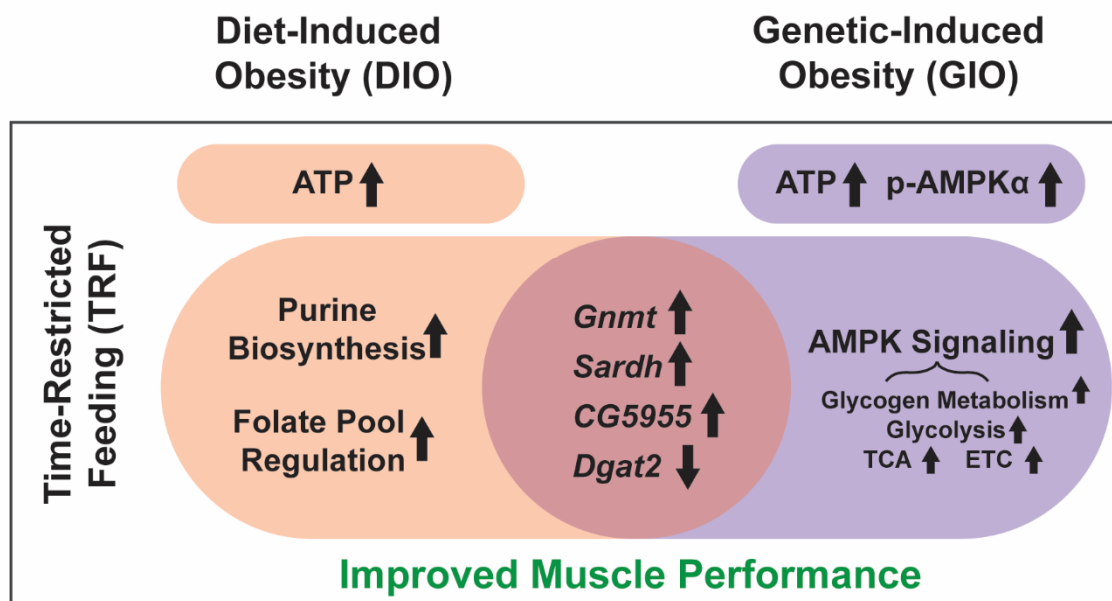 Diet-Induced
Obesity (DIO)
Genetic-Induced
Obesity (GIO)
Time-Restricted
Feeding (TRF)
ATP
ATP p-AMPKα
Purine
Biosynthesis
Folate Pool
Regulation
Gnmt
Sardh
CG5955
Dgat2
AMPK Signaling
Glycogen Metabolism
Glycolysis
TCA ETC
Improved Muscle Performance